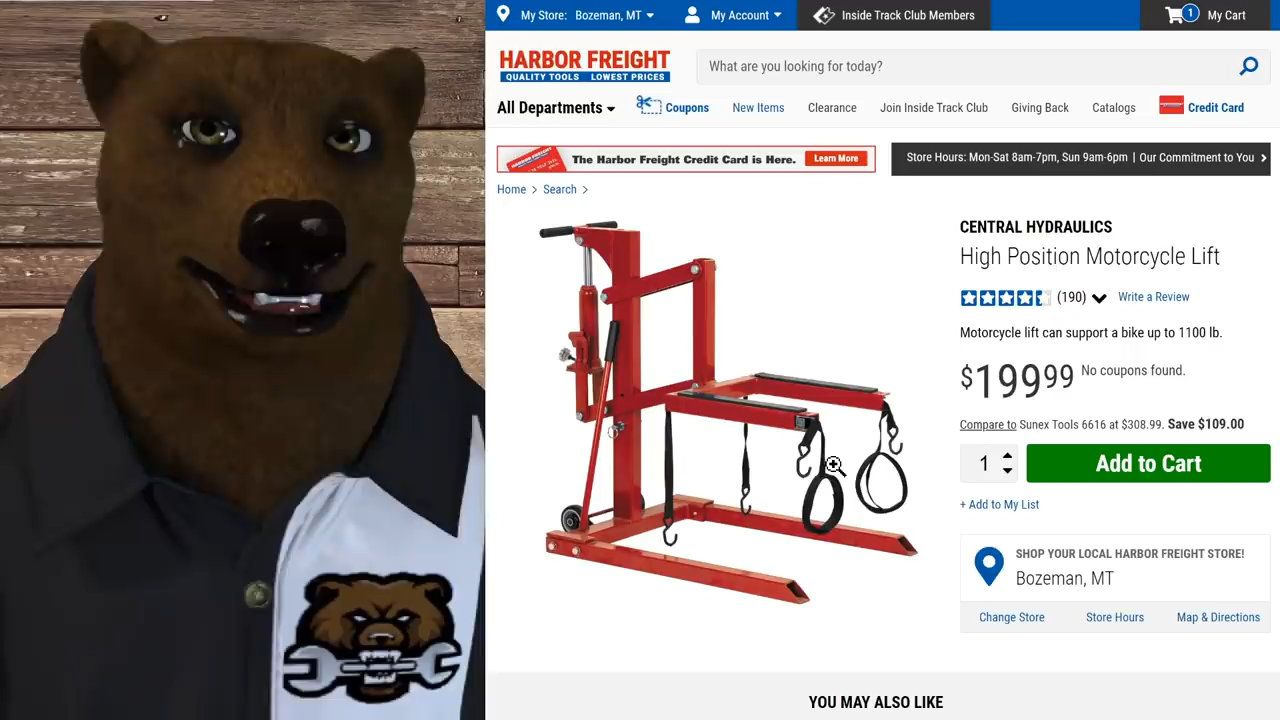 My Store: Bozeman, MT
My Account
Inside Track Club Members
1
My Cart
HARBOR FREIGHT
QUALITY TOOLS LOWEST PRICES
What are you looking for today?
All Departments
Coupons
New Items
Clearance
Join Inside Track Club
Giving Back
Catalogs
Credit Card
The Harbor Freight Credit Card is Here.
Learn More
Store Hours: Mon-Sat 8am-7pm, Sun 9am-6pm | Our Commitment to You >
Home > Search >
CENTRAL HYDRAULICS
High Position Motorcycle Lift
(190)
Write a Review
Motorcycle lift can support a bike up to 1100 lb.
$199 99 No coupons found.
Compare to Sunex Tools 6616 at $308.99. Save $109.00
1
Add to Cart
+ Add to My List
SHOP YOUR LOCAL HARBOR FREIGHT STORE!
Bozeman, MT
Change Store
Store Hours
Map & Directions
YOU MAY ALSO LIKE